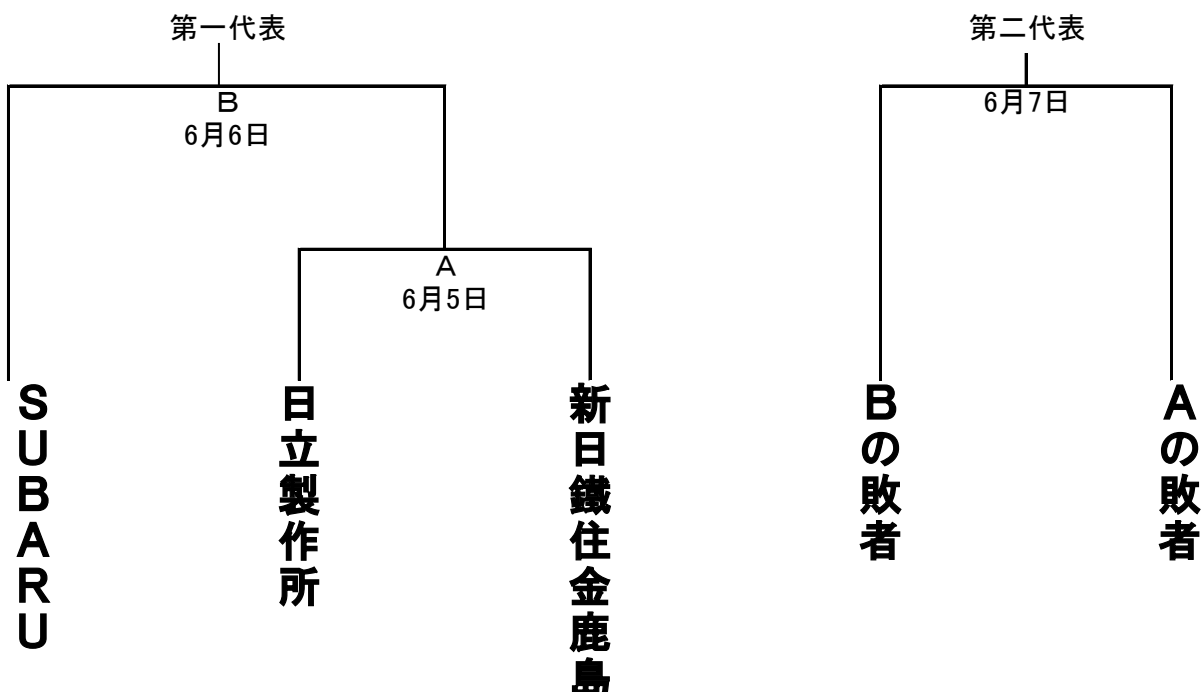 第一代表
B
6月6日
A
6月5日
SUBARU
日立製作所
新日鐵住金鹿島
第二代表
6月7日
Bの敗者
Aの敗者